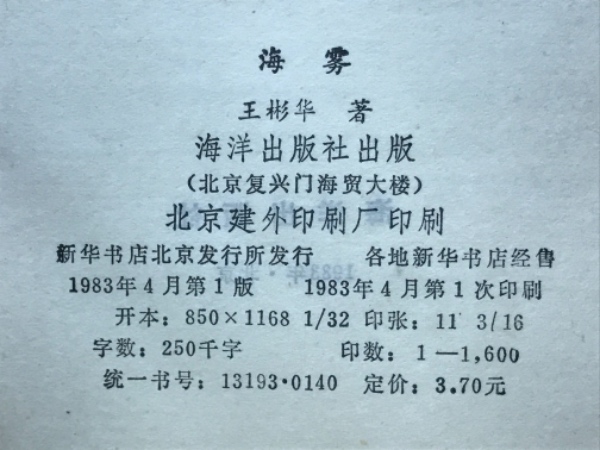 海 雾
王彬华 著
海洋出版社出版
（北京复兴门海贸大楼）
北京建外印刷厂印刷
新华书店北京发行所发行 各地新华书店经售
1983年4月第1版 1983年4月第1次印刷
开本：850×1168 1/32 印张：11 3/16
字数：250千字 印数：1—1,600
统一书号：13193·0140 定价：3.70元